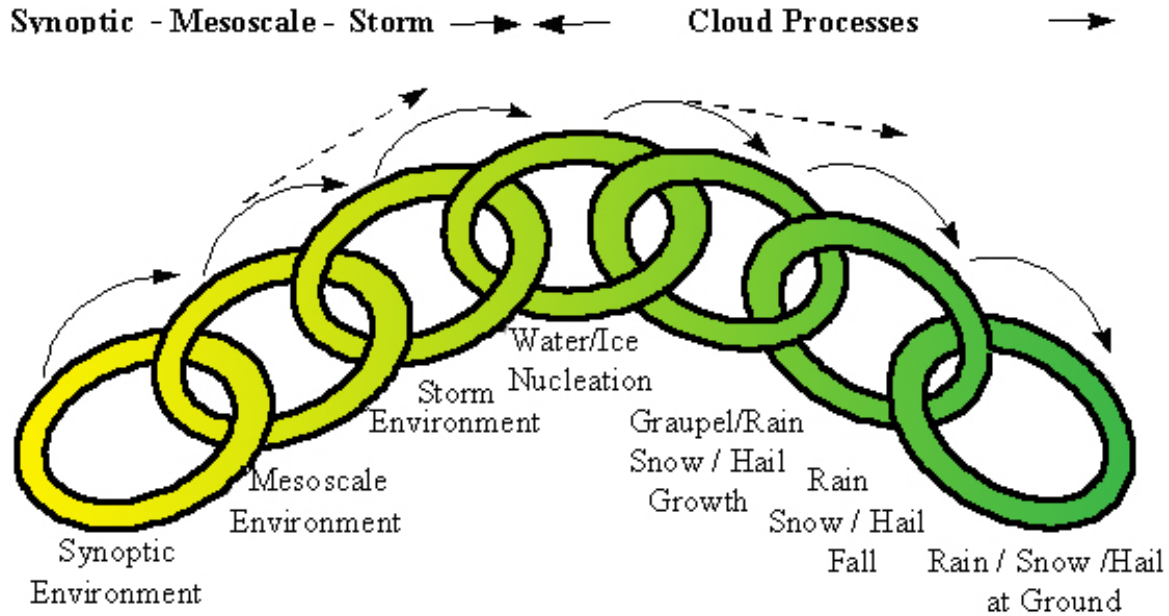 Synoptic - Mesoscale - Storm
Cloud Processes
Water/Ice
Nucleation
Storm
Environment
Graupel/Rain
Snow / Hail
Growth
Mesoscale
Environment
Rain
Snow / Hail
Fall
Synoptic
Environment
Rain / Snow /Hail
at Ground